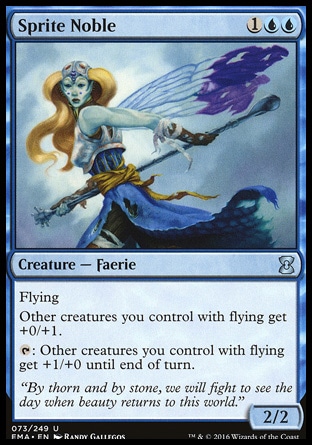 Sprite Noble 1
Creature — Faerie
Flying
Other creatures you control with flying get
+0/+1.
: Other creatures you control with flying
get +1/+0 until end of turn.
“By thorn and by stone, we will fight to see the
day when beauty returns to this world.”
2/2
073/249 U
EMA • EN Randy Gallegos
™ & © 2016 Wizards of the Coast